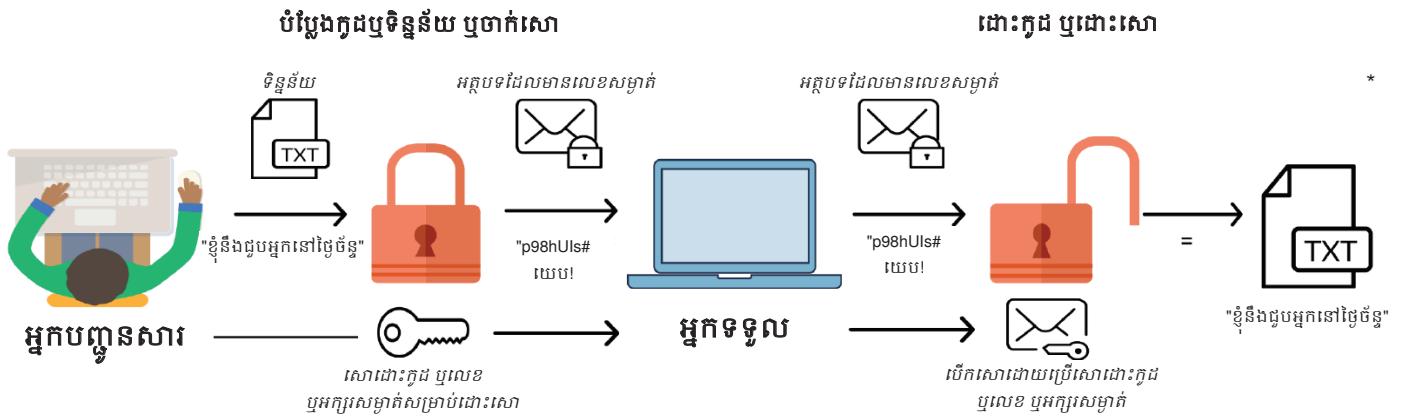 បំប្លែងកូដឬទិន្នន័យ ឬចាក់សោ
ដោះកូដ ឬដោះសោ
ទិន្នន័យ
អត្ថបទដែលមានលេខសម្ងាត់
អត្ថបទដែលមានលេខសម្ងាត់
*
TXT
"ខ្ញុំនឹងជួបអ្នកនៅថ្ងៃច័ន្ទ"
"p98hUIs#
យេប!
"p98hUIs#
យេប!
=
TXT
"ខ្ញុំនឹងជួបអ្នកនៅថ្ងៃច័ន្ទ"
អ្នកបញ្ជូនសារ
អ្នកទទួល
សោដោះកូដ ឬលេខ
ឬអក្សរសម្ងាត់សម្រាប់ដោះសោ
បើកសោដោយប្រើសោដោះកូដ
ឬលេខ ឬអក្សរសម្ងាត់